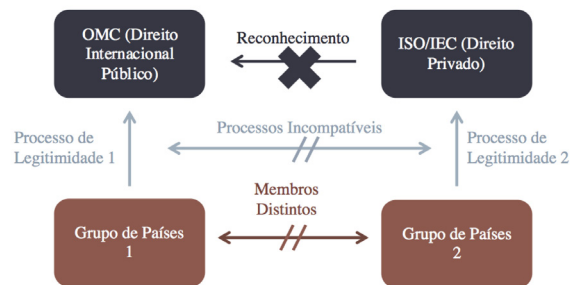 OMC (Direito
Internacional
Público)
Reconhecimento
ISO/IEC (Direito
Privado)
Processo de
Legitimidade 1
Processos Incompatíveis
Processo de
Legitimidade 2
Membros
Distintos
Grupo de Países
1
Grupo de Países
2